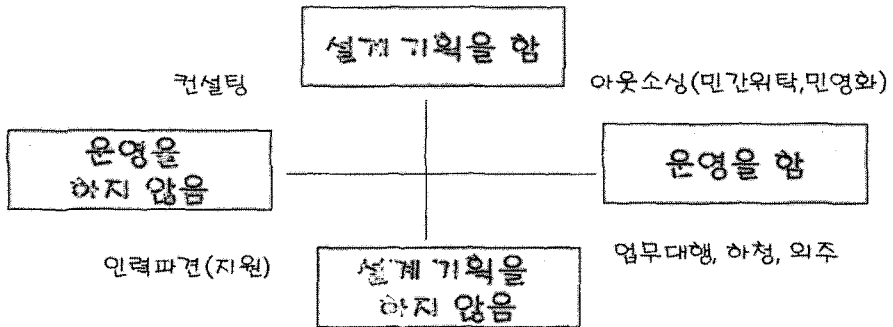 설계 기획을 함
컨설팅
아웃소싱(민간위탁,민영화)
운영을
하지 않음
운영을 함
인력파견(지원)
업무대행, 하청, 외주
설계 기획을
하지 않음